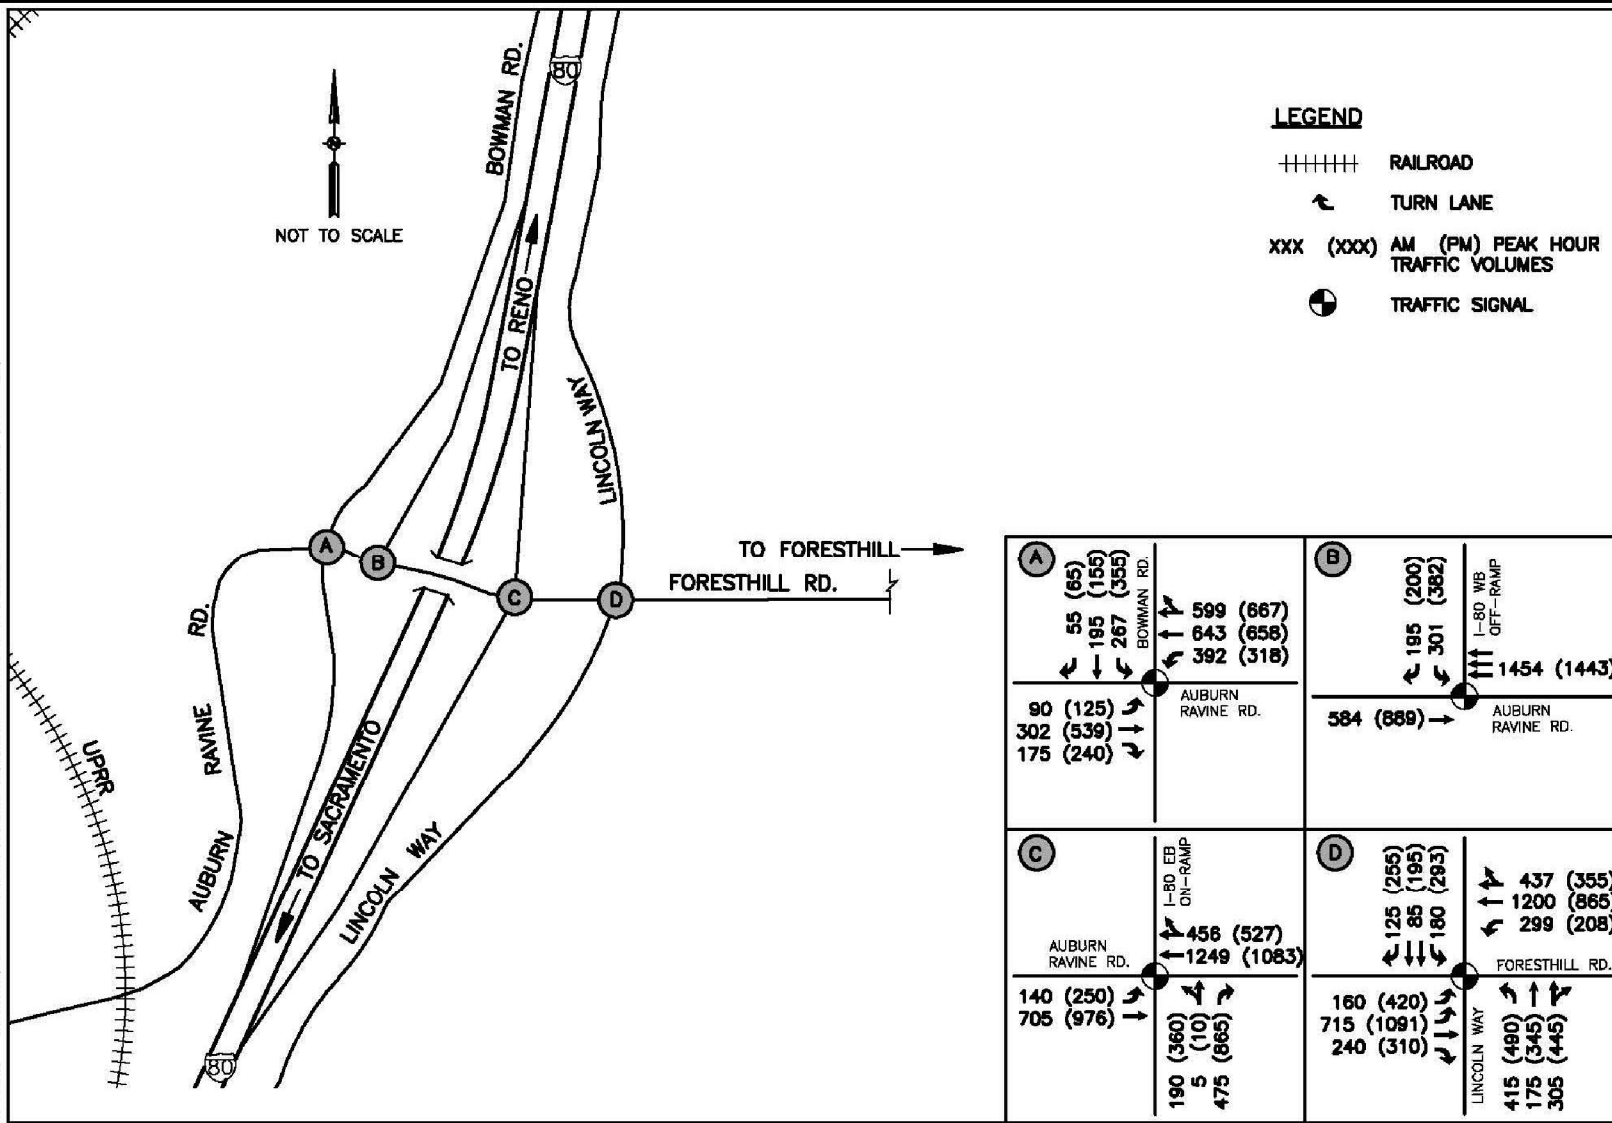 80
BOWMAN RD.
NOT TO SCALE
TO RENO
LINCOLN WAY
A
B
C
D
TO FORESTHILL
FORESTHILL RD.
AUBURN RAVINE RD.
UPRR
TO SACRAMENTO
LINCOLN WAY
80
LEGEND
RAILROAD
TURN LANE
XXX (XXX) AM (PM) PEAK HOUR
TRAFFIC VOLUMES
TRAFFIC SIGNAL
A
55 (65)
195 (155)
267 (355)
BOWMAN RD.
599 (667)
643 (658)
392 (318)
AUBURN
RAVINE RD.
90 (125)
302 (539)
175 (240)
B
195 (200)
301 (382)
I-80 WB
OFF-RAMP
1454 (1443)
584 (889)
AUBURN
RAVINE RD.
C
I-80 EB
ON-RAMP
456 (527)
1249 (1083)
AUBURN
RAVINE RD.
140 (250)
705 (976)
190 (360)
5 (10)
475 (865)
D
125 (255)
85 (195)
180 (293)
437 (355)
1200 (865)
299 (208)
FORESTHILL RD.
160 (420)
715 (1091)
240 (310)
LINCOLN WAY
415 (490)
175 (345)
305 (445)